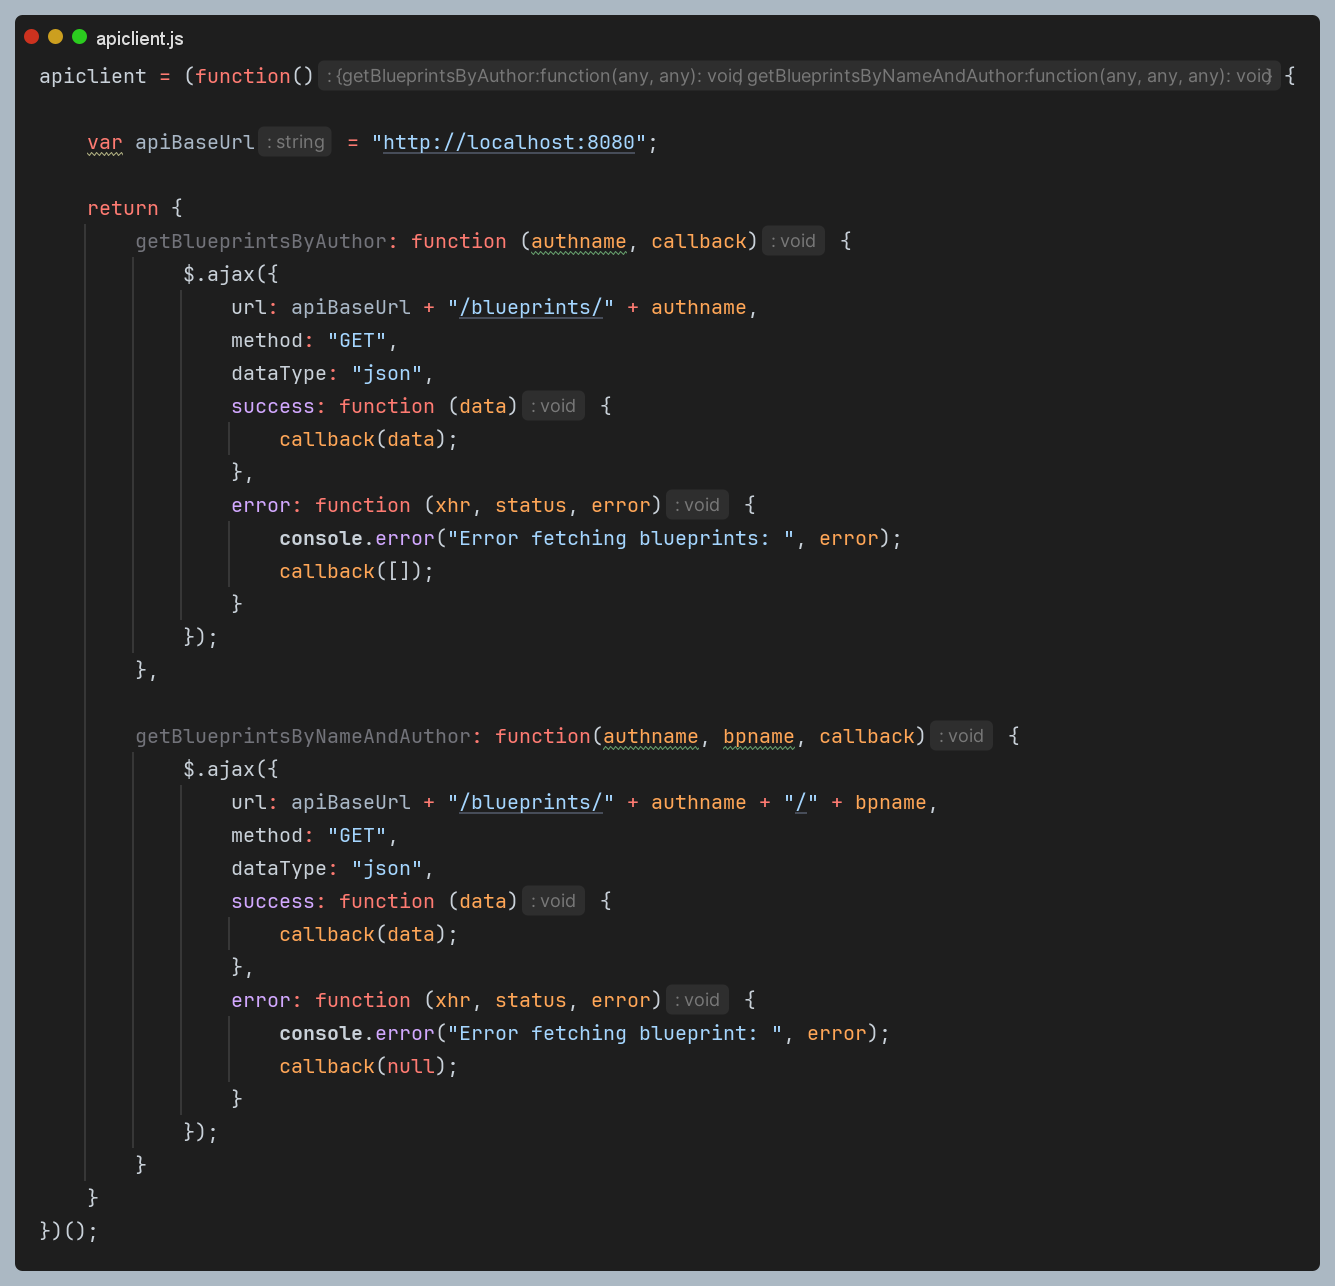 apiclient.js
apiclient = (function() : {getBlueprintsByAuthor:function(any, any): void, getBlueprintsByNameAndAuthor:function(any, any, any): void} {
    var apiBaseUrl : string = "http://localhost:8080";
    return {
        getBlueprintsByAuthor: function (authname, callback) : void {
            $.ajax({
                url: apiBaseUrl + "/blueprints/" + authname,
                method: "GET",
                dataType: "json",
                success: function (data) : void {
                    callback(data);
                },
                error: function (xhr, status, error) : void {
                    console.error("Error fetching blueprints: ", error);
                    callback([]);
                }
            });
        },
        getBlueprintsByNameAndAuthor: function(authname, bpname, callback) : void {
            $.ajax({
                url: apiBaseUrl + "/blueprints/" + authname + "/" + bpname,
                method: "GET",
                dataType: "json",
                success: function (data) : void {
                    callback(data);
                },
                error: function (xhr, status, error) : void {
                    console.error("Error fetching blueprint: ", error);
                    callback(null);
                }
            });
        }
    }
})();